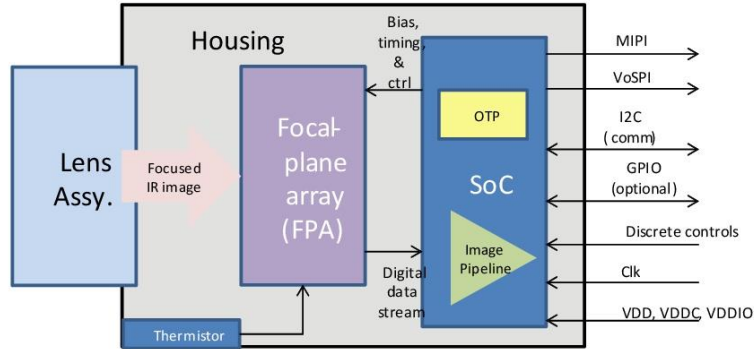 Housing
Bias,
timing,
&
ctrl
MIPI
VoSPI
OTP
I2C
( comm)
GPIO
(optional)
Lens
Assy.
Focused
IR image
Focal-
plane
array
(FPA)
SoC
Image
Pipeline
Discrete controls
Digital
data
stream
Clk
VDD, VDDC, VDDIO
Thermistor